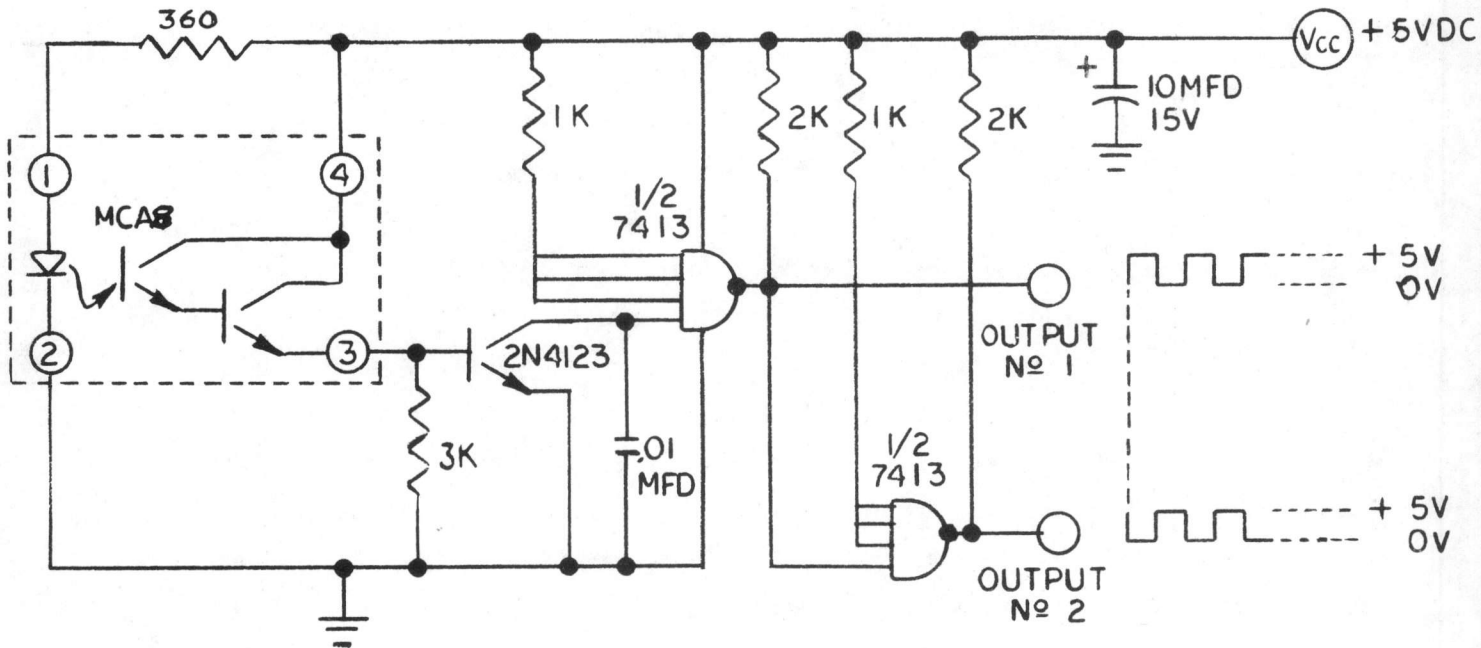 360
VCC
+ 5VDC
1K
2K
1K
2K
+
10MFD
15V
1
4
MCA8
1/2
7413
+ 5V
0V
OUTPUT
Nº 1
2
3
2N4123
3K
.01
MFD
1/2
7413
+ 5V
0V
OUTPUT
Nº 2